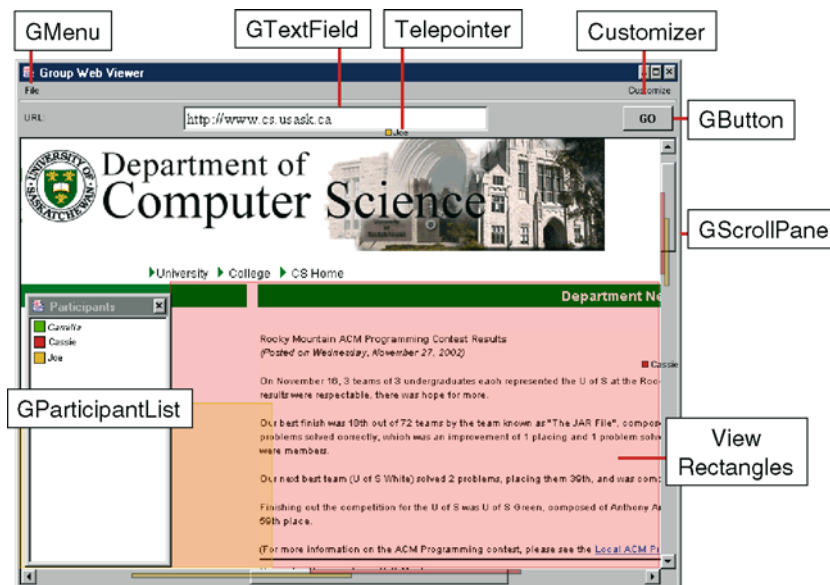 GMenu
GTextField
Telepointer
Customizer
Group Web Viewer
File
Customize
URL:
http://www.cs.usask.ca
GO
GButton
Joe
UNIVERSITY OF
SASKATCHEWAN
Department of
Computer Science
GScrollPane
University
College
CS Home
Department Ne
Participants
Camilla
Cassie
Joe
Rocky Mountain ACM Programming Contest Results
(Posted on Wednesday, November 27, 2002)
Cassie
On November 16, 3 teams of 3 undergraduates each represented the U of S at the Roc
results were respectable, there was hope for more.
GParticipantList
Our best finish was 18th out of 72 teams by the team known as "The JAR File", compose
problems solved correctly, which was an improvement of 1 placing and 1 problem solv
were members.
View
Rectangles
Our next best team (U of S White) solved 2 problems, placing them 39th, and was com
Finishing out the competition for the U of S was U of S Green, composed of Anthony A
59th place.
(For more information on the ACM Programming contest, please see the Local ACM Pr